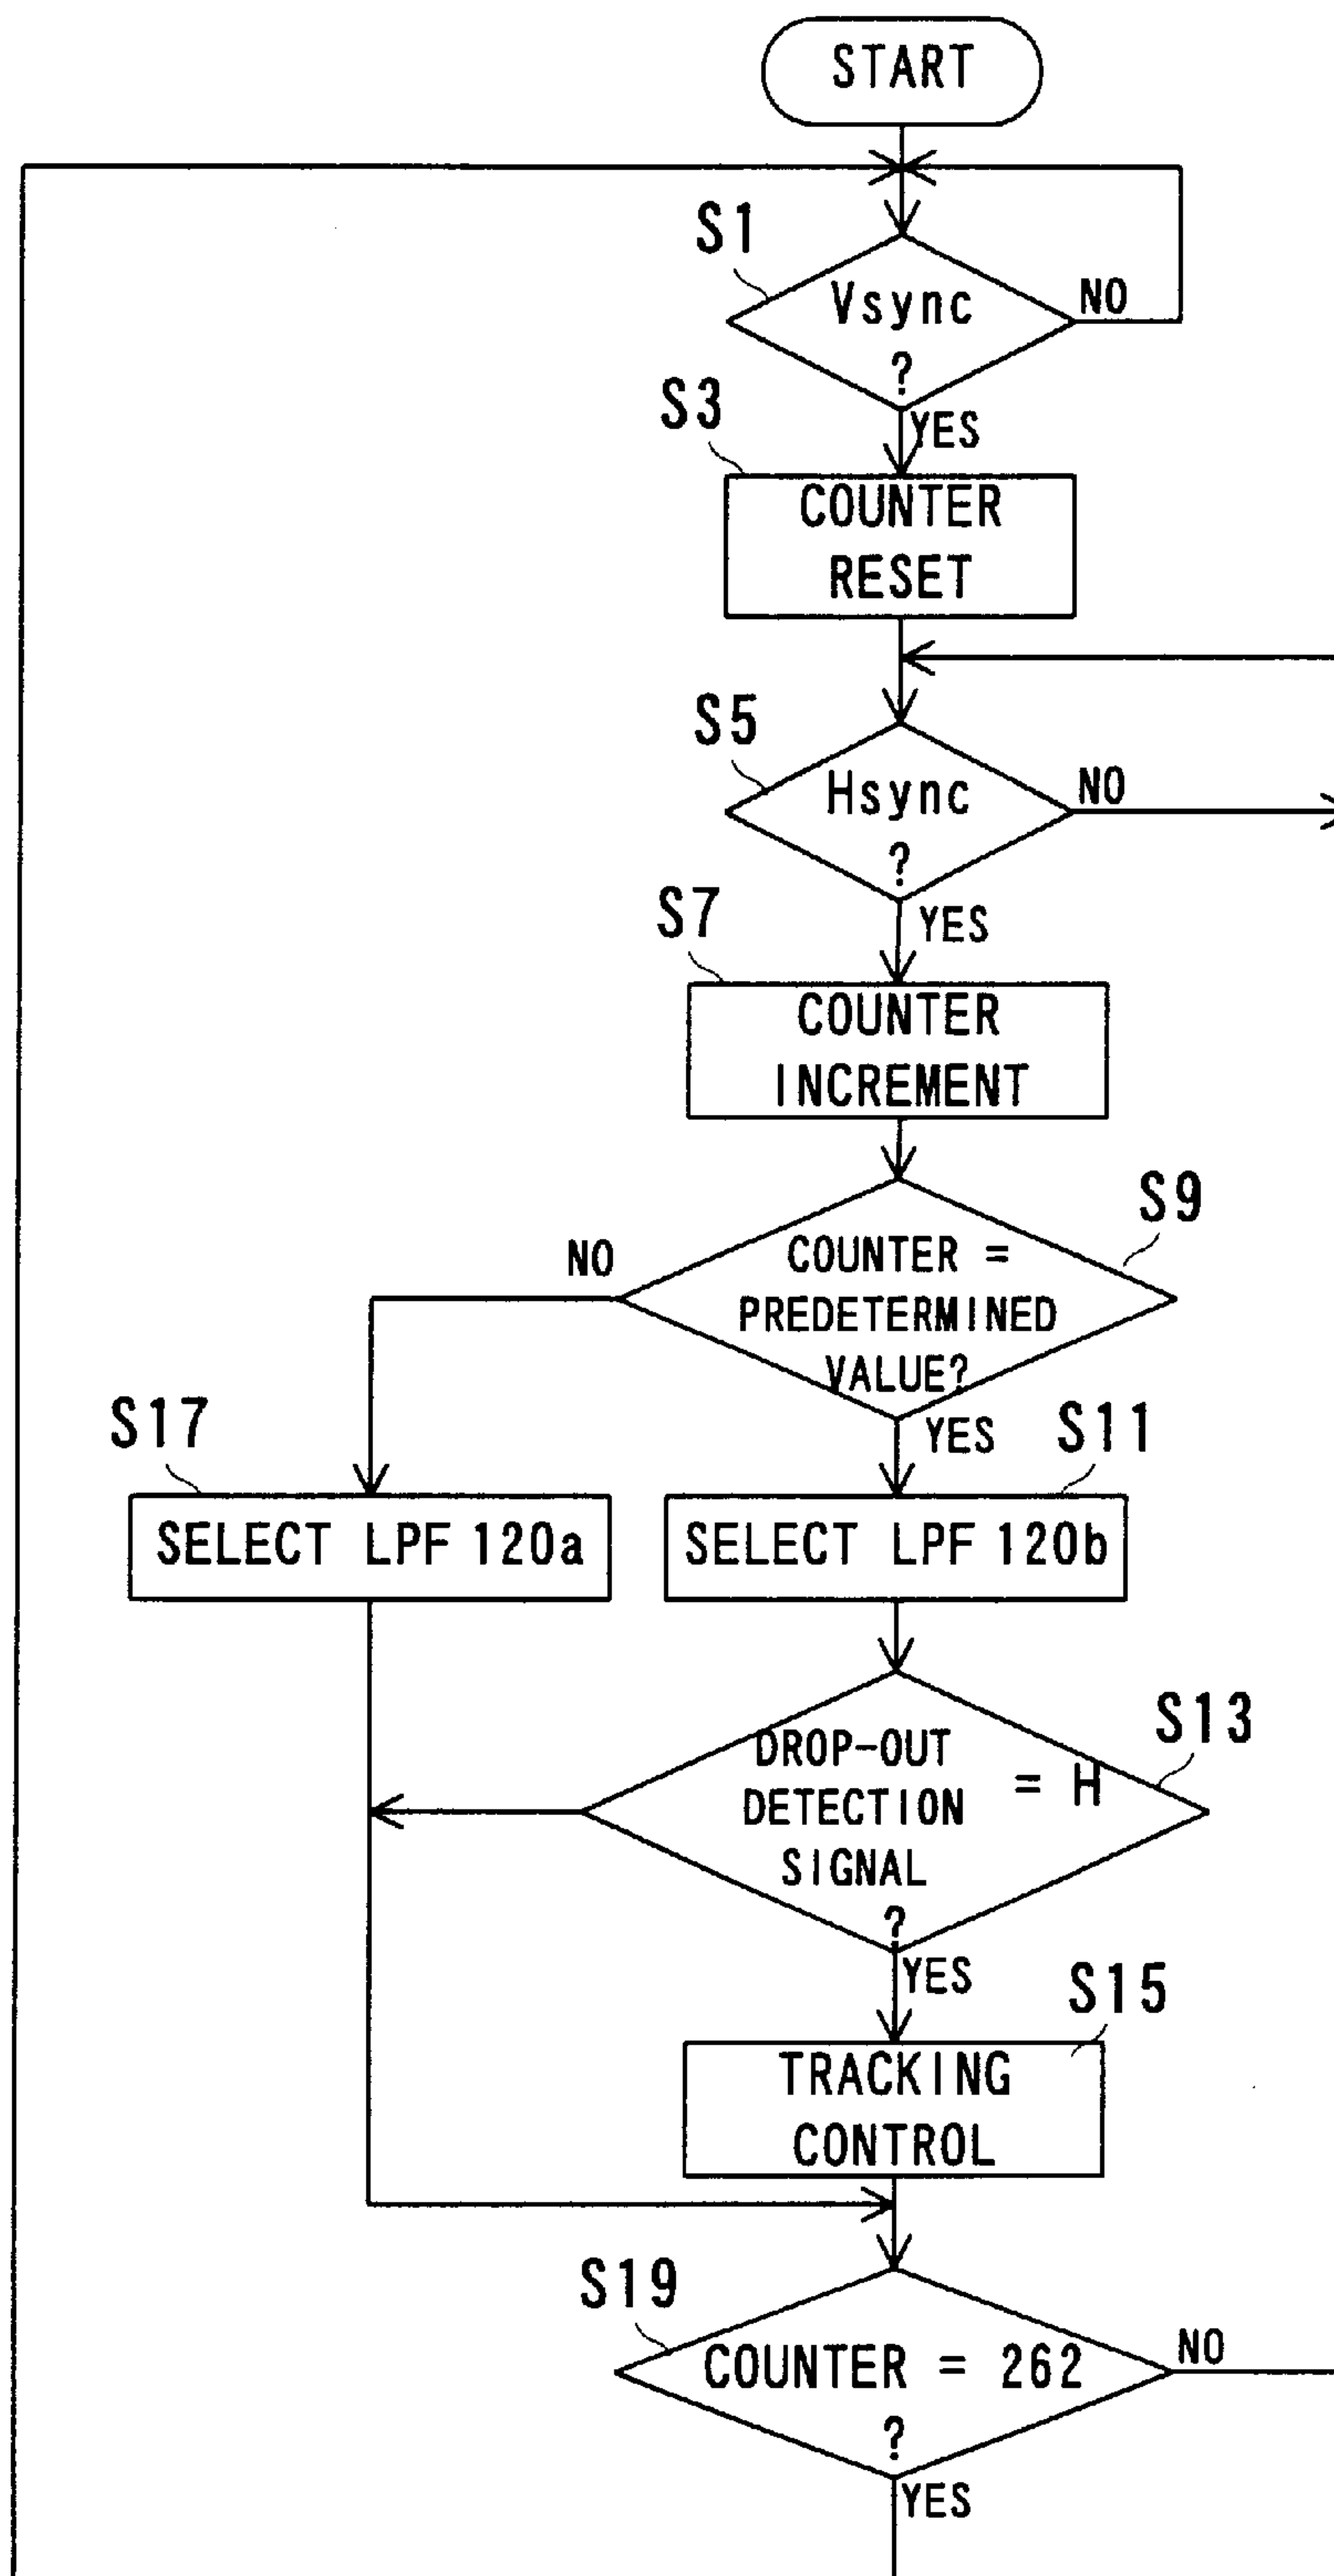 START
S1
Vsync
?
NO
YES
S3
COUNTER
RESET
S5
Hsync
?
NO
YES
S7
COUNTER
INCREMENT
S9
COUNTER =
PREDETERMINED
VALUE?
NO
YES
S17
SELECT LPF 120a
S11
SELECT LPF 120b
S13
DROP-OUT
DETECTION
SIGNAL
= H
?
YES
S15
TRACKING
CONTROL
S19
COUNTER = 262
?
NO
YES